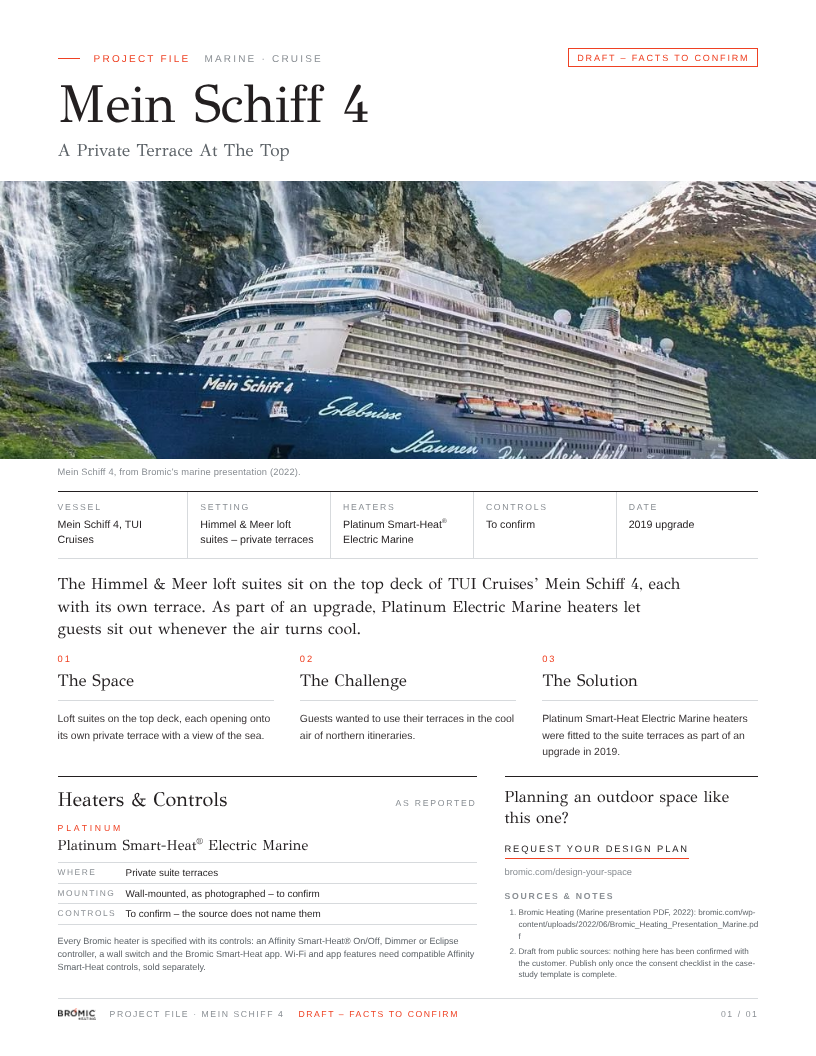 PROJECT FILE MARINE · CRUISE
DRAFT – FACTS TO CONFIRM
Mein Schiff 4
A Private Terrace At The Top
Mein Schiff 4
Erlebnisse
Staunen
Ruhe Mein Schiff
Mein Schiff 4, from Bromic's marine presentation (2022).
VESSEL
Mein Schiff 4, TUI
Cruises
SETTING
Himmel & Meer loft
suites – private terraces
HEATERS
Platinum Smart-Heat®
Electric Marine
CONTROLS
To confirm
DATE
2019 upgrade
The Himmel & Meer loft suites sit on the top deck of TUI Cruises’ Mein Schiff 4, each
with its own terrace. As part of an upgrade, Platinum Electric Marine heaters let
guests sit out whenever the air turns cool.
01
The Space
Loft suites on the top deck, each opening onto
its own private terrace with a view of the sea.
02
The Challenge
Guests wanted to use their terraces in the cool
air of northern itineraries.
03
The Solution
Platinum Smart-Heat Electric Marine heaters
were fitted to the suite terraces as part of an
upgrade in 2019.
Heaters & Controls
AS REPORTED
PLATINUM
Platinum Smart-Heat® Electric Marine
WHERE Private suite terraces
MOUNTING Wall-mounted, as photographed – to confirm
CONTROLS To confirm – the source does not name them
Every Bromic heater is specified with its controls: an Affinity Smart-Heat® On/Off, Dimmer or Eclipse
controller, a wall switch and the Bromic Smart-Heat app. Wi-Fi and app features need compatible Affinity
Smart-Heat controls, sold separately.
Planning an outdoor space like
this one?
REQUEST YOUR DESIGN PLAN
bromic.com/design-your-space
SOURCES & NOTES
1. Bromic Heating (Marine presentation PDF, 2022): bromic.com/wp-
content/uploads/2022/06/Bromic_Heating_Presentation_Marine.pd
f
2. Draft from public sources: nothing here has been confirmed with
the customer. Publish only once the consent checklist in the case-
study template is complete.
BROMIC
HEATING
PROJECT FILE · MEIN SCHIFF 4 DRAFT – FACTS TO CONFIRM
01 / 01